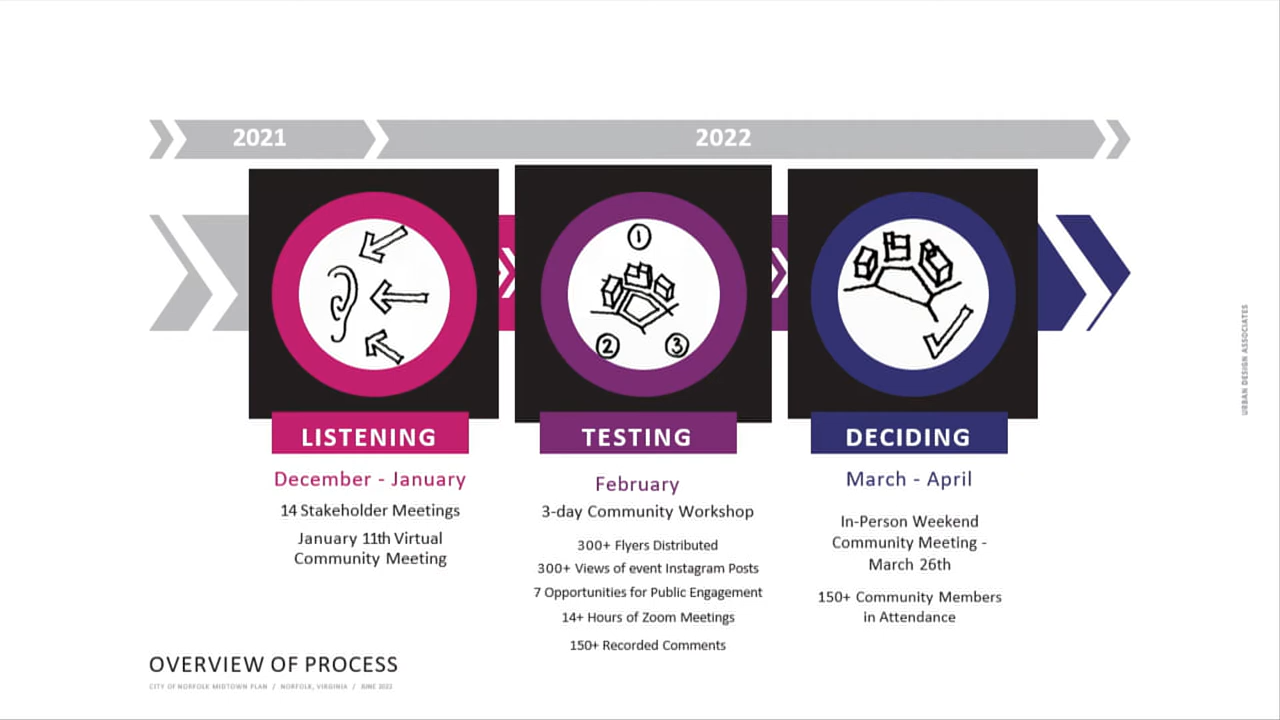 2021
2022
1
2
3
LISTENING
December - January
14 Stakeholder Meetings
January 11th Virtual
Community Meeting
TESTING
February
3-day Community Workshop
300+ Flyers Distributed
300+ Views of event Instagram Posts
7 Opportunities for Public Engagement
14+ Hours of Zoom Meetings
150+ Recorded Comments
DECIDING
March - April
In-Person Weekend
Community Meeting -
March 26th
150+ Community Members
in Attendance
OVERVIEW OF PROCESS
CITY OF NORFOLK MIDTOWN PLAN / NORFOLK, VIRGINIA / JUNE 2022
URBAN DESIGN ASSOCIATES